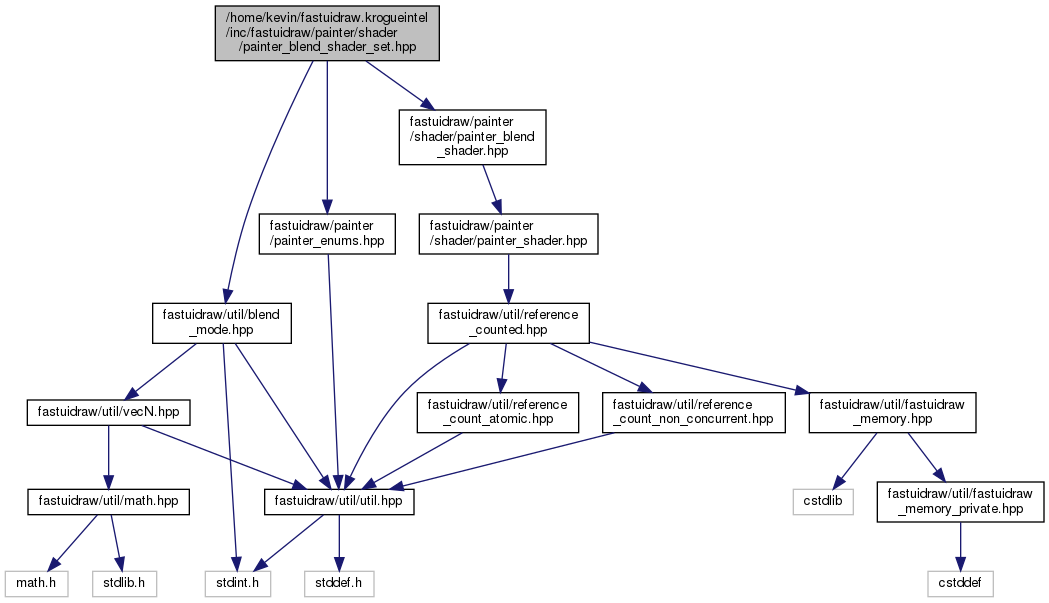 /home/kevin/fastuidraw.krogueintel
/inc/fastuidraw/painter/shader
/painter_blend_shader_set.hpp
fastuidraw/painter
/shader/painter_blend
_shader.hpp
fastuidraw/painter
/painter_enums.hpp
fastuidraw/painter
/shader/painter_shader.hpp
fastuidraw/util/blend
_mode.hpp
fastuidraw/util/reference
_counted.hpp
fastuidraw/util/vecN.hpp
fastuidraw/util/reference
_count_atomic.hpp
fastuidraw/util/reference
_count_non_concurrent.hpp
fastuidraw/util/fastuidraw
_memory.hpp
fastuidraw/util/math.hpp
fastuidraw/util/util.hpp
cstdlib
fastuidraw/util/fastuidraw
_memory_private.hpp
math.h
stdlib.h
stdint.h
stddef.h
cstddef